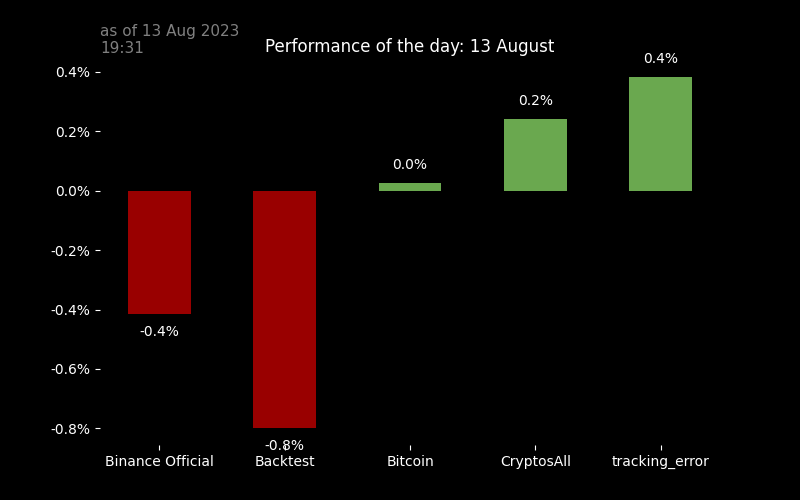 as of 13 Aug 2023
19:31
Performance of the day: 13 August
0.4%
0.2%
0.0%
-0.2%
-0.4%
-0.6%
-0.8%
-0.4%
-0.8%
0.0%
0.2%
0.4%
Binance Official
Backtest
Bitcoin
CryptosAll
tracking_error